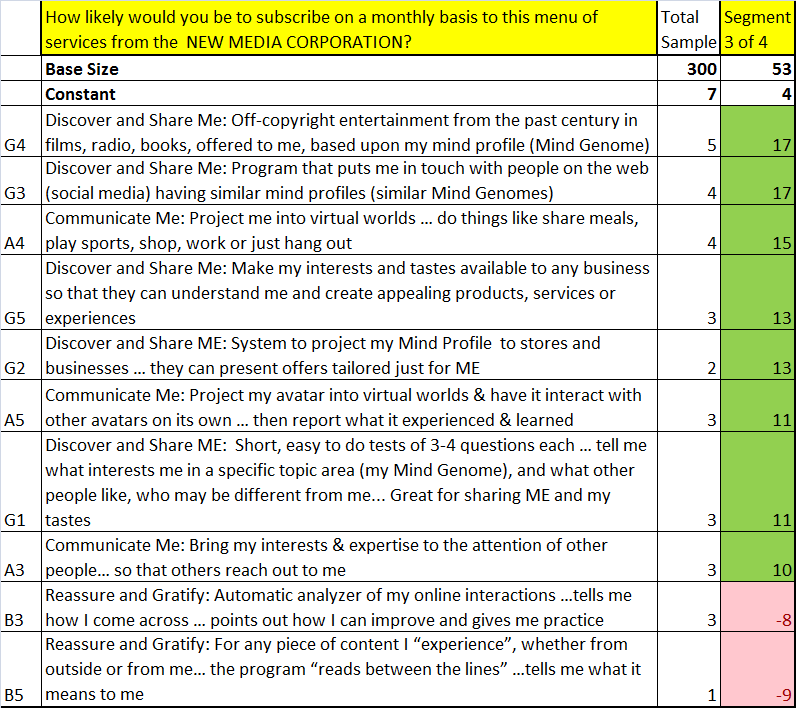 How likely would you be to subscribe on a monthly basis to this menu of
services from the  NEW MEDIA CORPORATION?
Total
Sample
Segment
3 of 4
Base Size 300 53
Constant 7 4
Discover and Share Me: Off-copyright entertainment from the past century in
G4 films, radio, books, offered to me, based upon my mind profile (Mind Genome) 5 17
Discover and Share Me: Program that puts me in touch with people on the web
G3 (social media) having similar mind profiles (similar Mind Genomes) 4 17
Communicate Me: Project me into virtual worlds … do things like share meals,
A4 play sports, shop, work or just hang out 4 15
Discover and Share Me: Make my interests and tastes available to any business
so that they can understand me and create appealing products, services or
G5 experiences 3 13
Discover and Share ME: System to project my Mind Profile  to stores and
G2 businesses … they can present offers tailored just for ME 2 13
Communicate Me: Project my avatar into virtual worlds & have it interact with
A5 other avatars on its own … then report what it experienced & learned 3 11
Discover and Share ME:  Short, easy to do tests of 3-4 questions each … tell me
what interests me in a specific topic area (my Mind Genome), and what other
people like, who may be different from me... Great for sharing ME and my
G1 tastes 3 11
Communicate Me: Bring my interests & expertise to the attention of other
A3 people… so that others reach out to me 3 10
Reassure and Gratify: Automatic analyzer of my online interactions …tells me
B3 how I come across … points out how I can improve and gives me practice 3 -8
Reassure and Gratify: For any piece of content I “experience”, whether from
outside or from me… the program “reads between the lines” …tells me what it
B5 means to me 1 -9